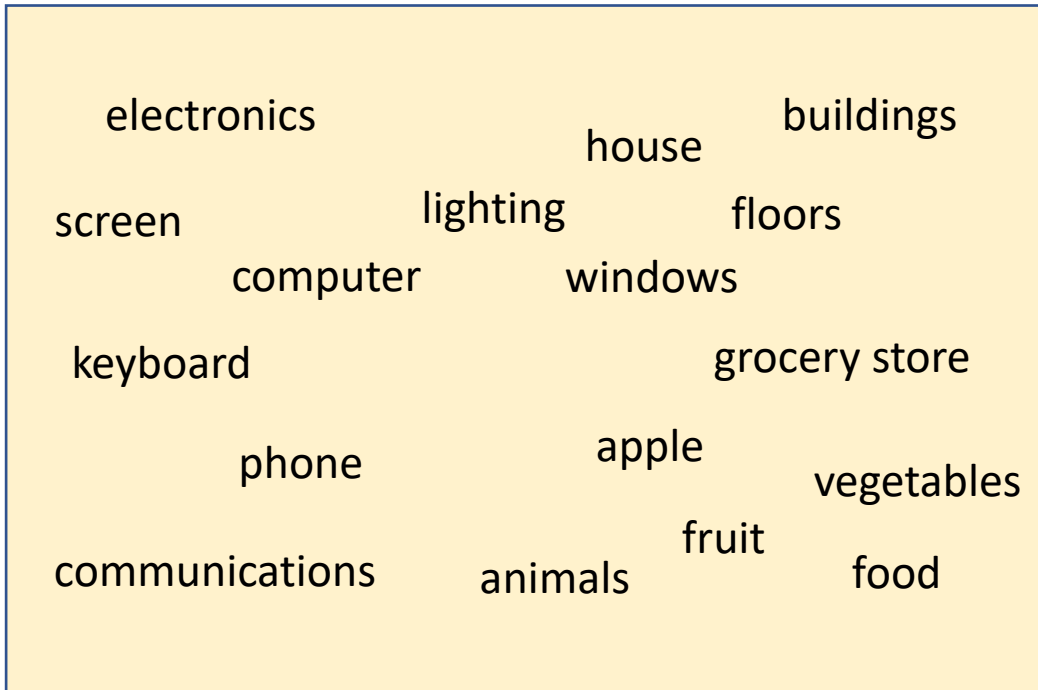 electronics
buildings
house
lighting
floors
screen
computer
windows
keyboard
grocery store
apple
phone
vegetables
fruit
communications
animals
food